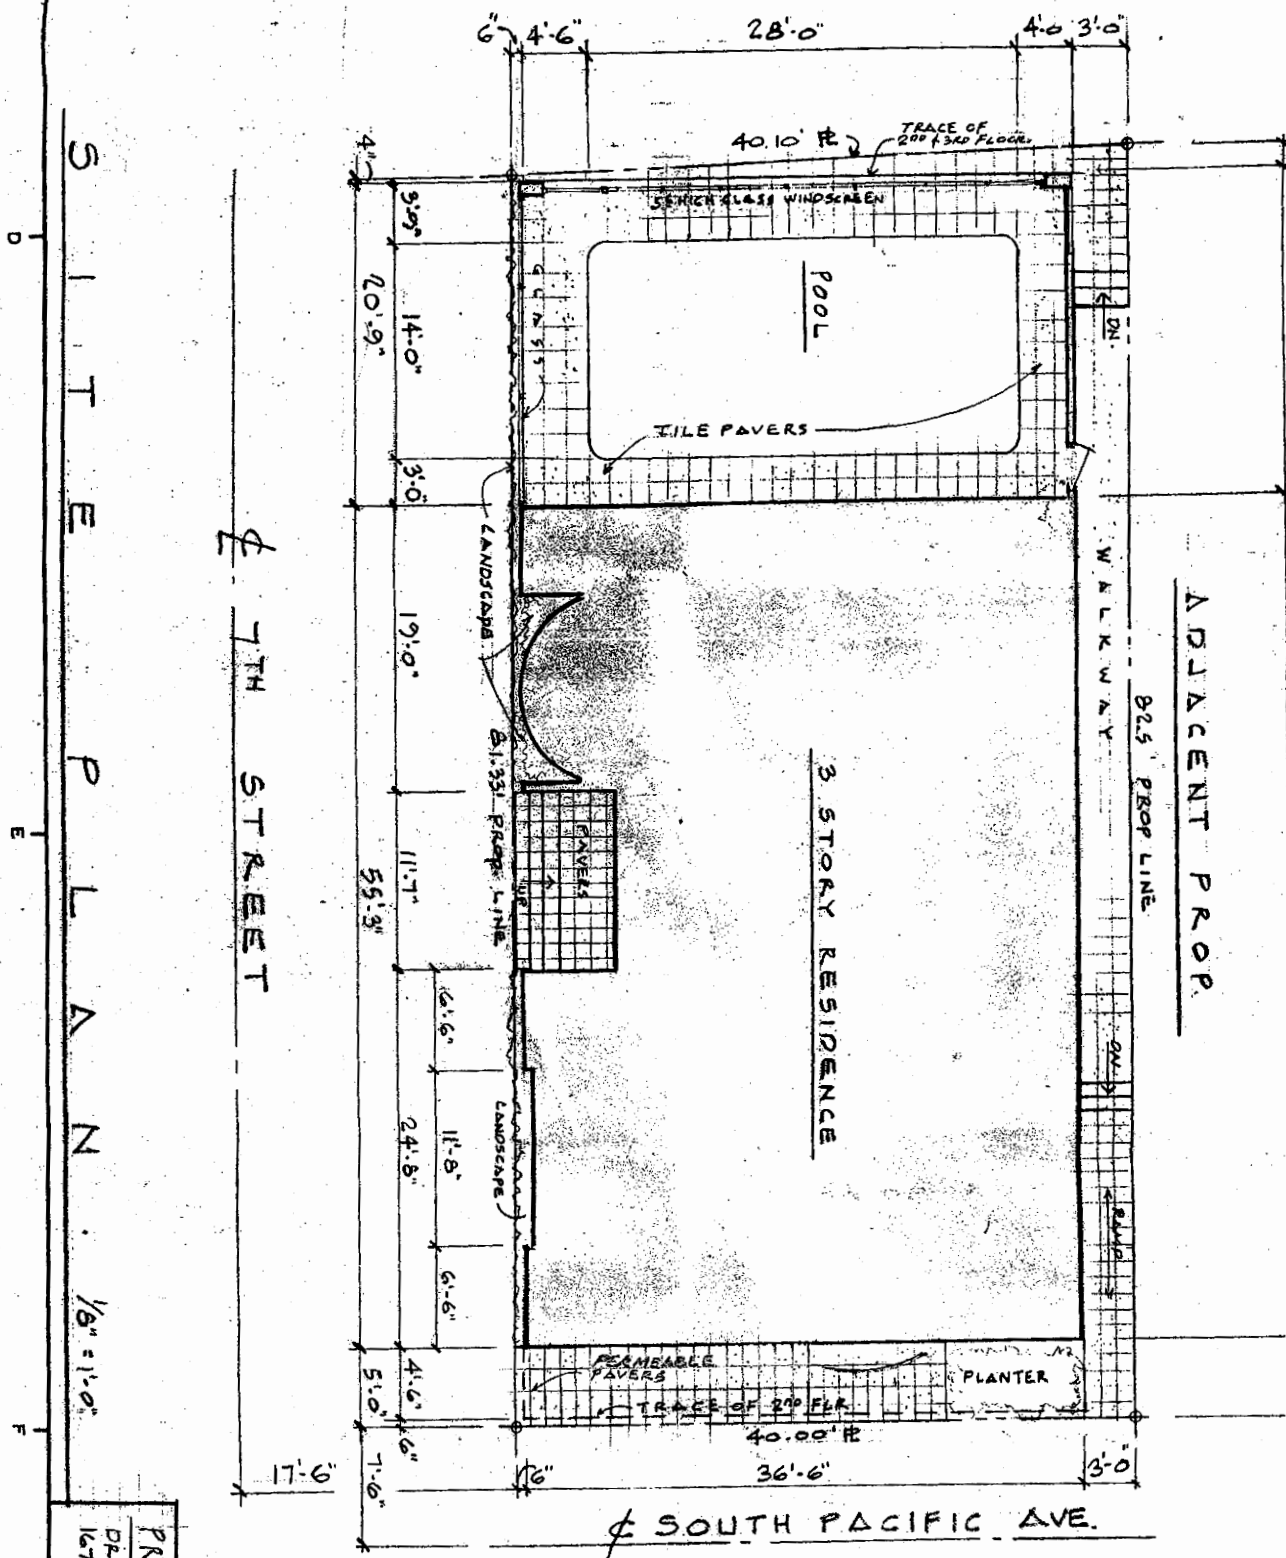 6" 4'-6" 28'-0" 4'-0 3'-0"
40.10' ⅊
TRACE OF
2ND & 3RD FLOOR
GLASS WINDSCREEN
4"
3'-9"
14'-0"
20'-9"
3'-0"
GLASS
POOL
DN.
TILE PAVERS
LANDSCAPE
WALKWAY
ADJACENT PROP.
82.5' PROP LINE
℄ 7TH STREET
19'-0"
81.33' PROP. LINE
3 STORY RESIDENCE
PAVERS
UP
11'-7"
55'-3"
6'-6"
11'-8"
24'-8"
6'-6"
LANDSCAPE
DN.
RAMP
PERMEABLE
PAVERS
PLANTER
TRACE OF 2ND FLR
40.00' ⅊
4'-6"
5'-0"
6"
7'-6"
17'-6" 6" 36'-6" 3'-0"
℄ SOUTH PACIFIC AVE.
SITE PLAN. 1/8" = 1'-0"
D
E
F
PR
DR
167